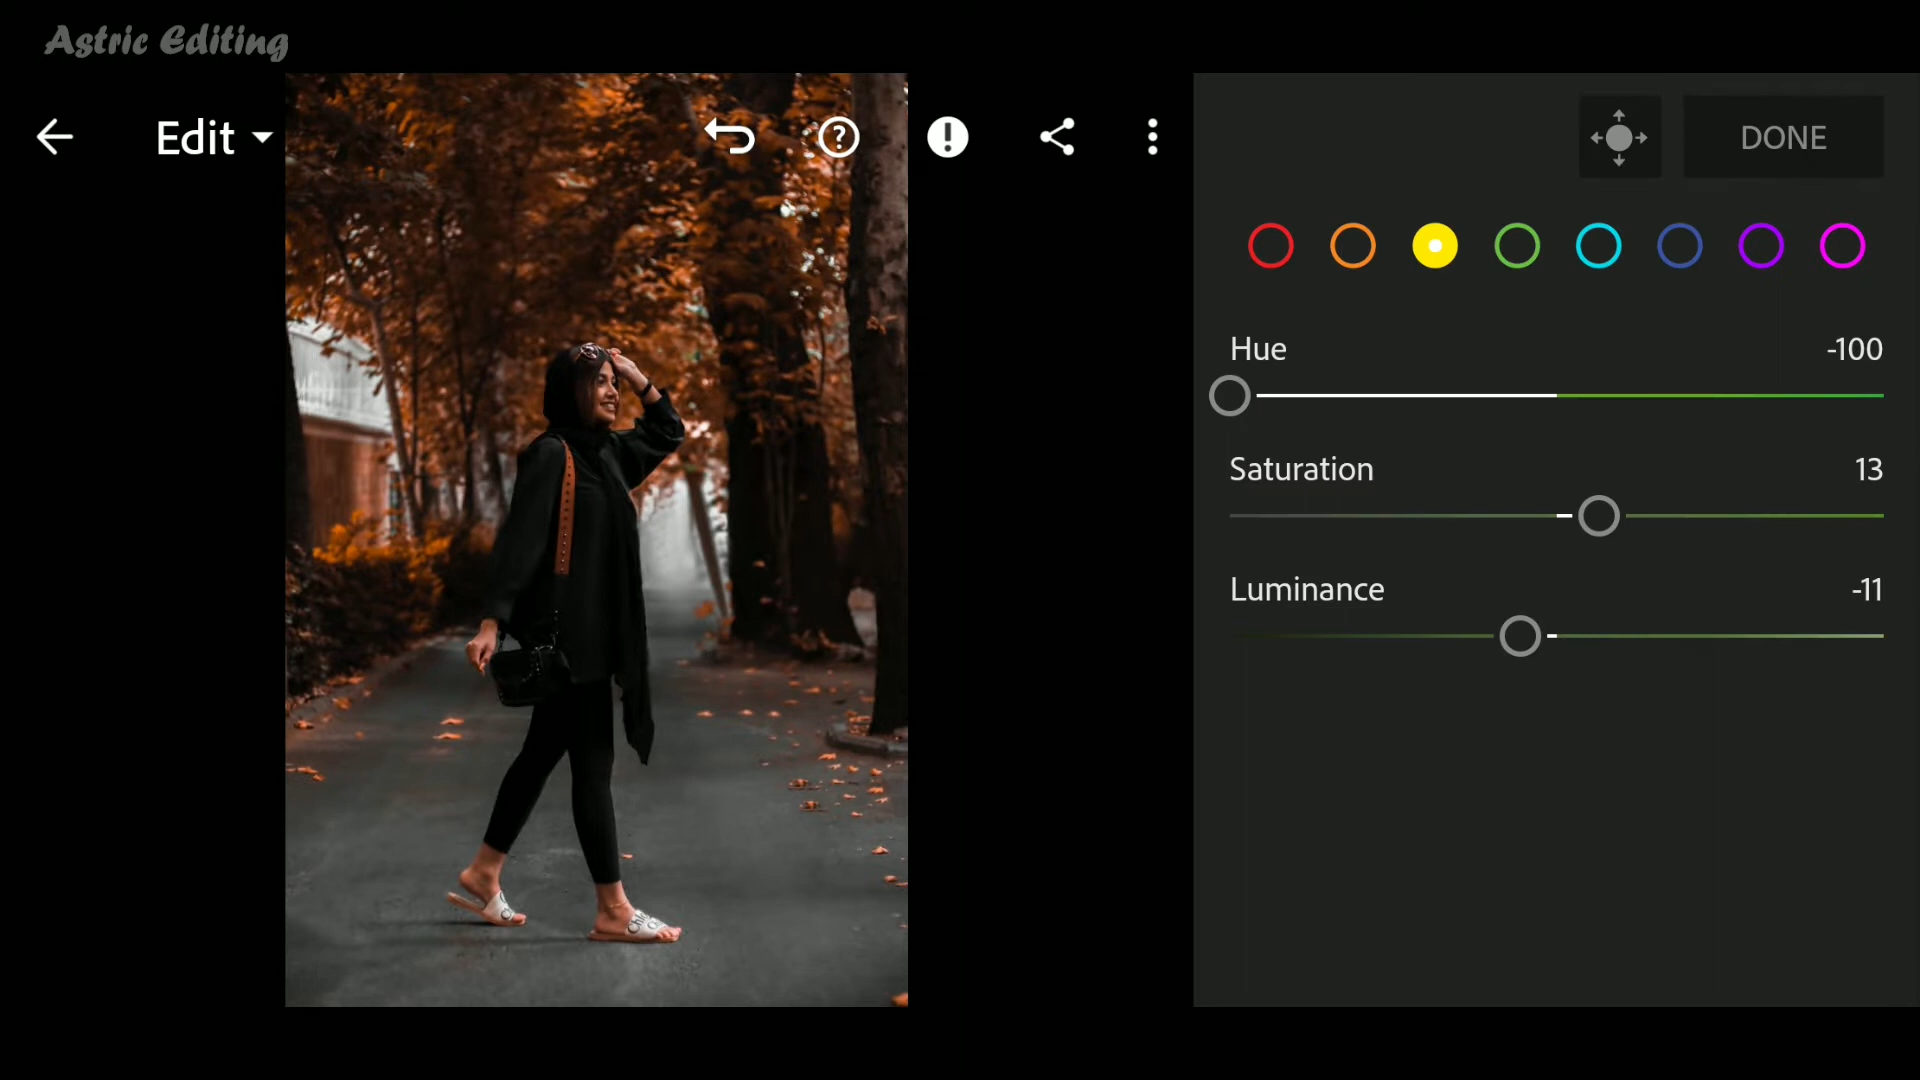 Astric Editing
Edit
DONE
Hue -100
Saturation 13
Luminance -11